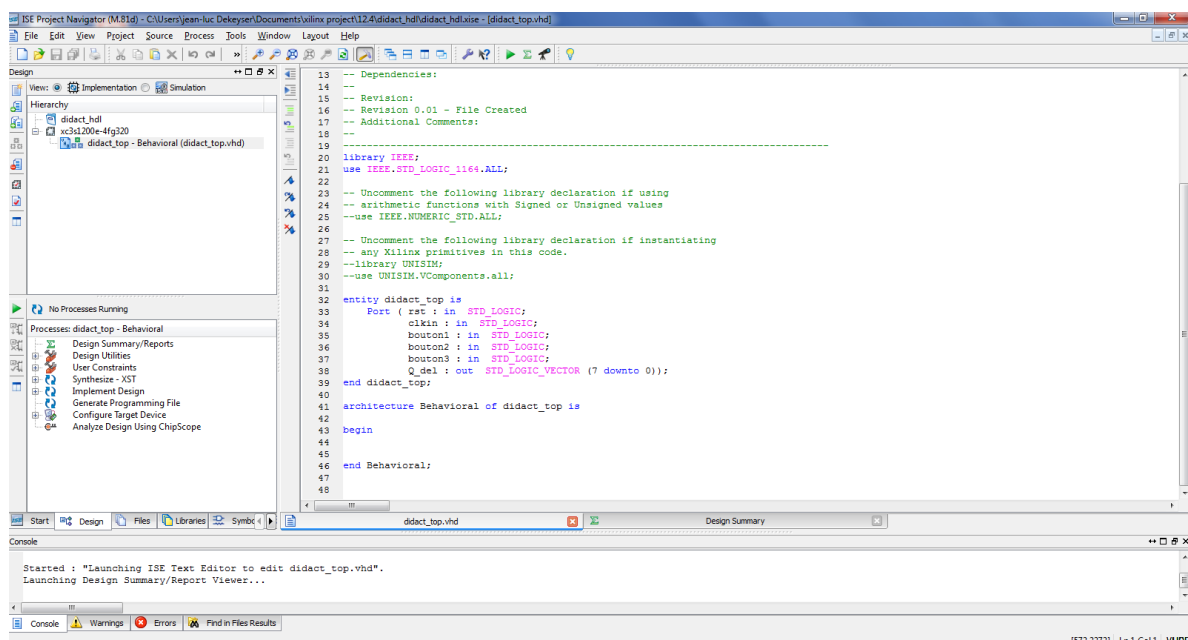 ISE Project Navigator (M.81d) - C:\Users\jean-luc Dekeyser\Documents\xilinx project\12.4\didact_hdl\didact_hdl.xise - [didact_top.vhd]
File Edit View Project Source Process Tools Window Layout Help
Design
View: Implementation Simulation
Hierarchy
didact_hdl
xc3s1200e-4fg320
didact_top - Behavioral (didact_top.vhd)
No Processes Running
Processes: didact_top - Behavioral
Design Summary/Reports
Design Utilities
User Constraints
Synthesize - XST
Implement Design
Generate Programming File
Configure Target Device
Analyze Design Using ChipScope
Start Design Files Libraries
13 -- Dependencies:
14 --
15 -- Revision:
16 -- Revision 0.01 - File Created
17 -- Additional Comments:
18 --
19 ----------------------------------------------------------------------------------
20 library IEEE;
21 use IEEE.STD_LOGIC_1164.ALL;
22
23 -- Uncomment the following library declaration if using
24 -- arithmetic functions with Signed or Unsigned values
25 --use IEEE.NUMERIC_STD.ALL;
26
27 -- Uncomment the following library declaration if instantiating
28 -- any Xilinx primitives in this code.
29 --library UNISIM;
30 --use UNISIM.VComponents.all;
31
32 entity didact_top is
33 Port ( rst : in STD_LOGIC;
34 clkin : in STD_LOGIC;
35 bouton1 : in STD_LOGIC;
36 bouton2 : in STD_LOGIC;
37 bouton3 : in STD_LOGIC;
38 Q_del : out STD_LOGIC_VECTOR (7 downto 0));
39 end didact_top;
40
41 architecture Behavioral of didact_top is
42
43 begin
44
45
46 end Behavioral;
47
48
didact_top.vhd Design Summary
Console
Started : "Launching ISE Text Editor to edit didact_top.vhd".
Launching Design Summary/Report Viewer...
Console Warnings Errors Find in Files Results